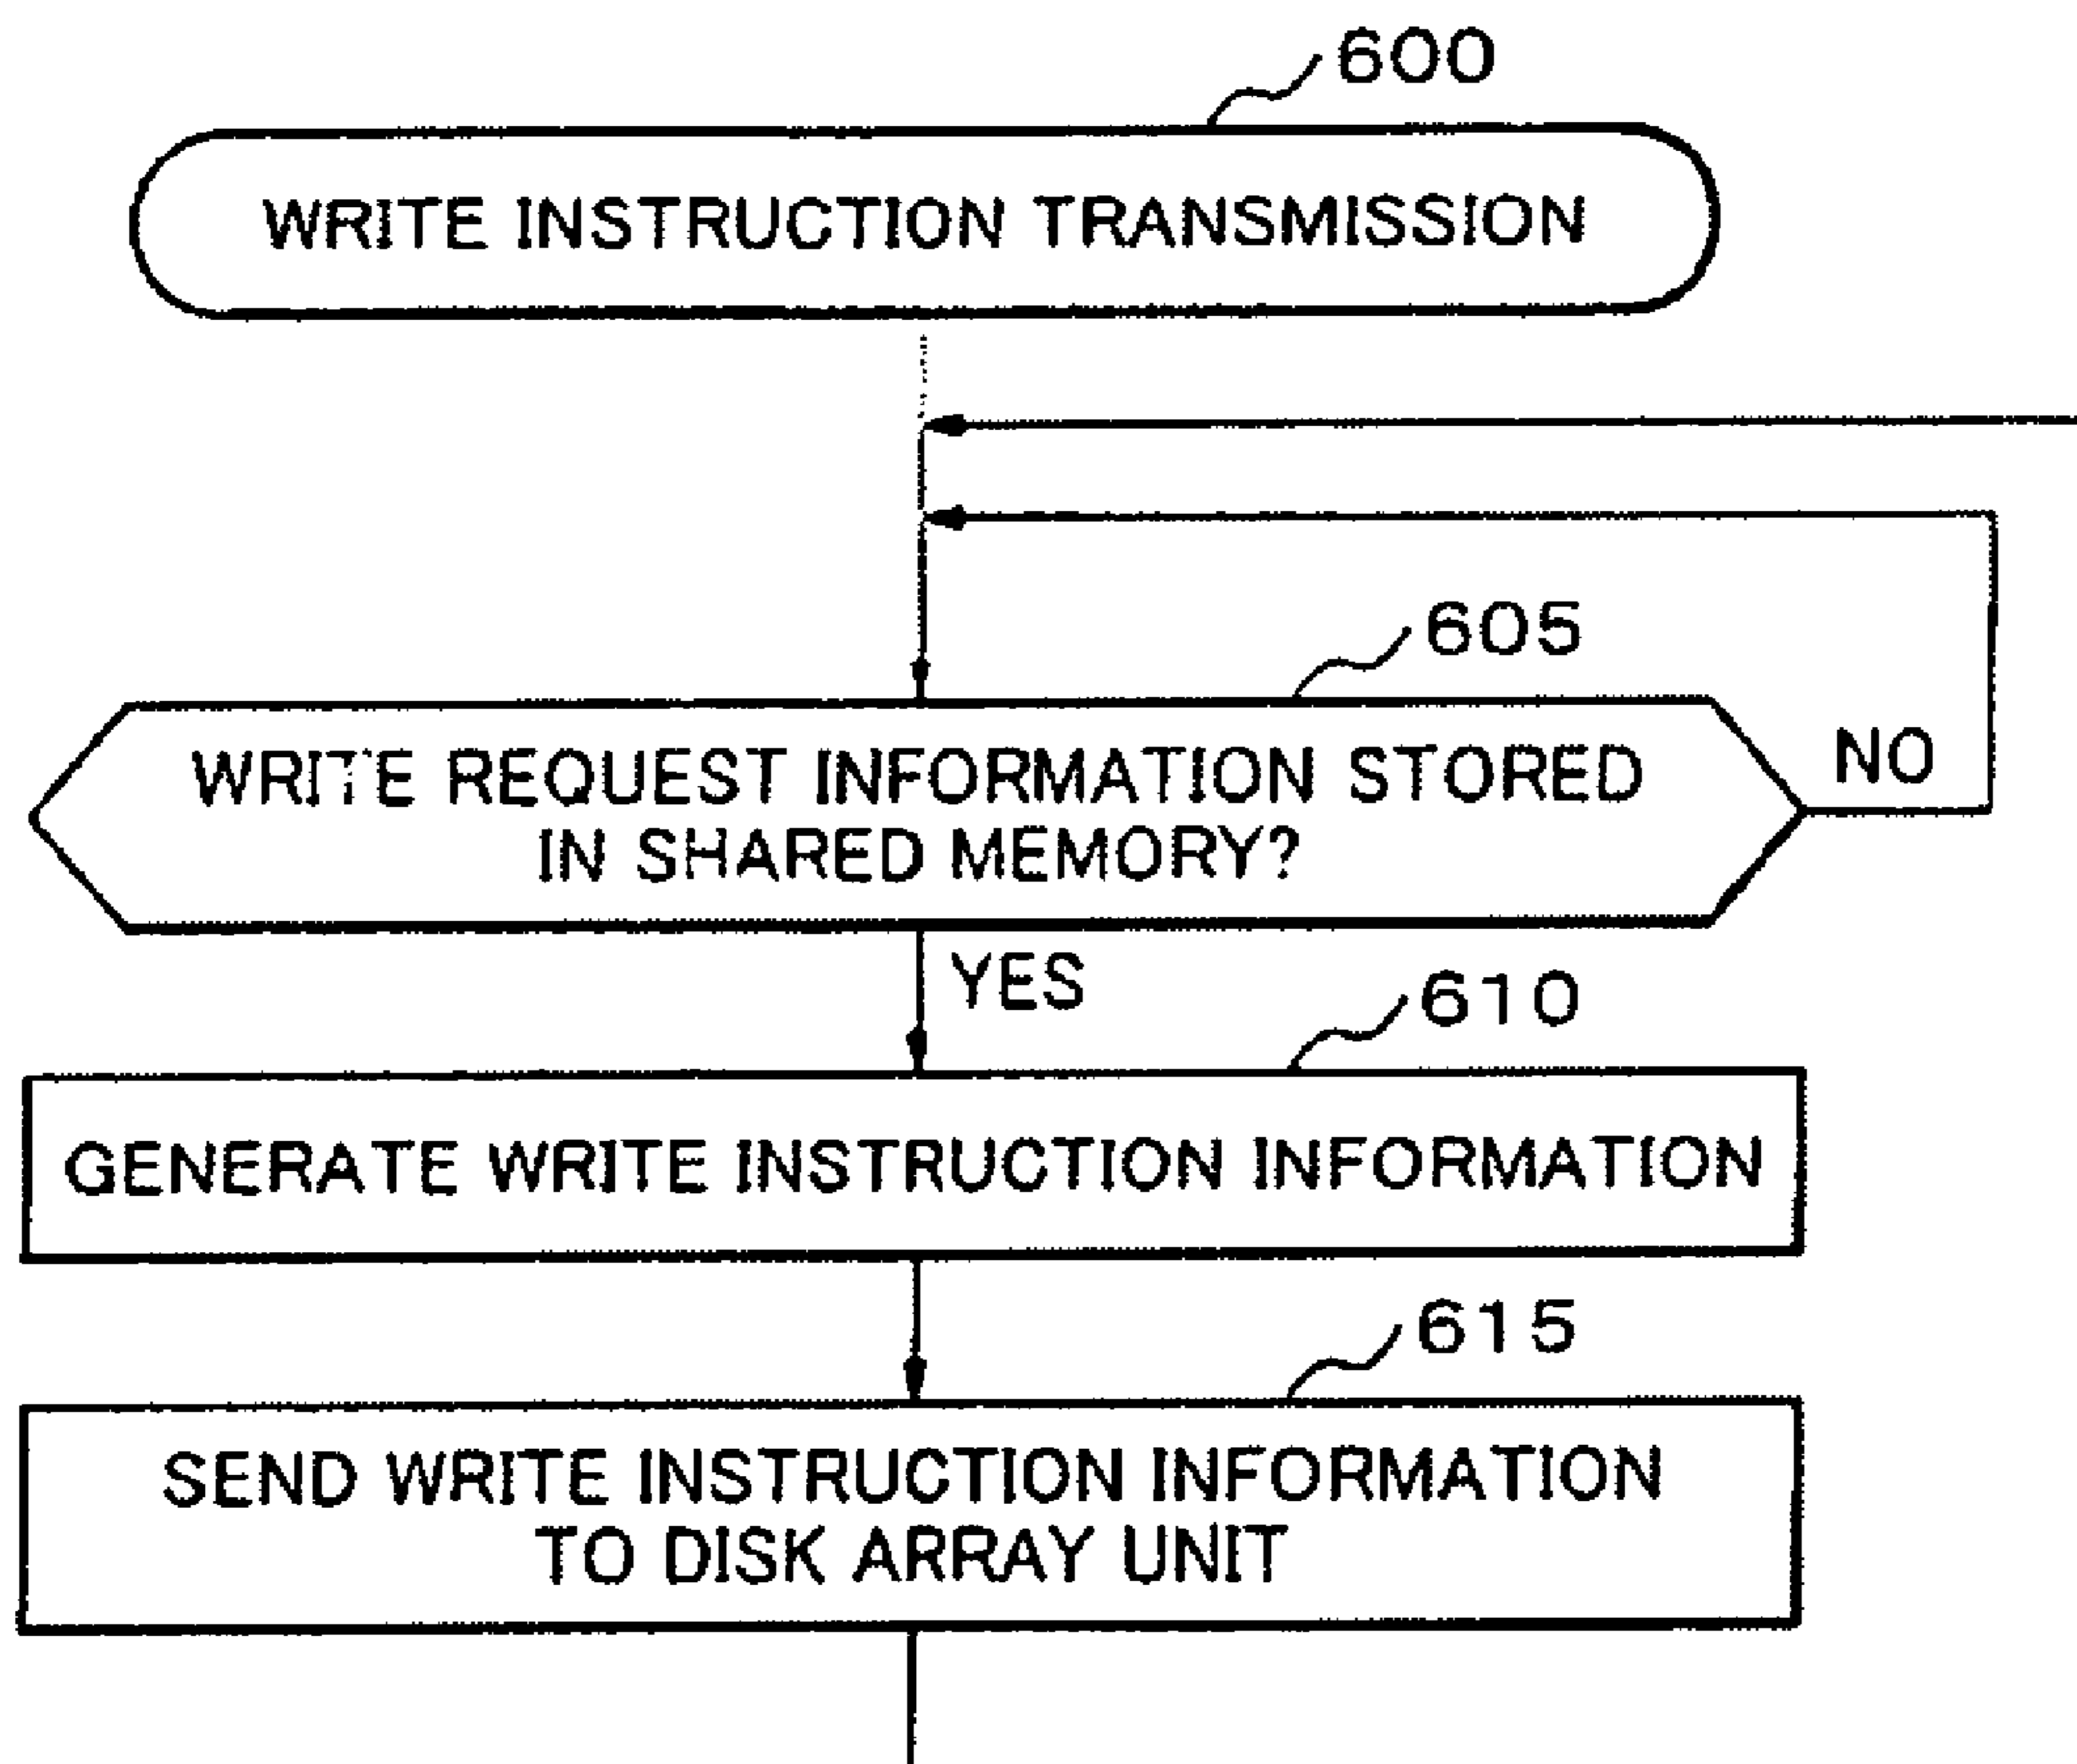 600
WRITE INSTRUCTION TRANSMISSION
605
WRITE REQUEST INFORMATION STORED
IN SHARED MEMORY?
NO
YES
610
GENERATE WRITE INSTRUCTION INFORMATION
615
SEND WRITE INSTRUCTION INFORMATION
TO DISK ARRAY UNIT